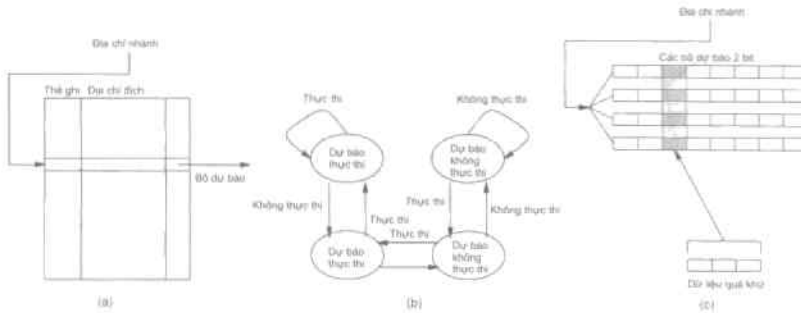 Địa chỉ nhánh
Thẻ ghi Địa chỉ đích
Bộ dự báo
(a)
Thực thi
Không thực thi
Dự báo
thực thi
Dự báo
không
thực thi
Không thực thi
Thực thi
Thực thi
Thực thi
Không thực thi
Dự báo
thực thi
Dự báo
không
thực thi
(b)
Địa chỉ nhánh
Các bộ dự báo 2 bit
Dữ liệu quá khứ
(c)